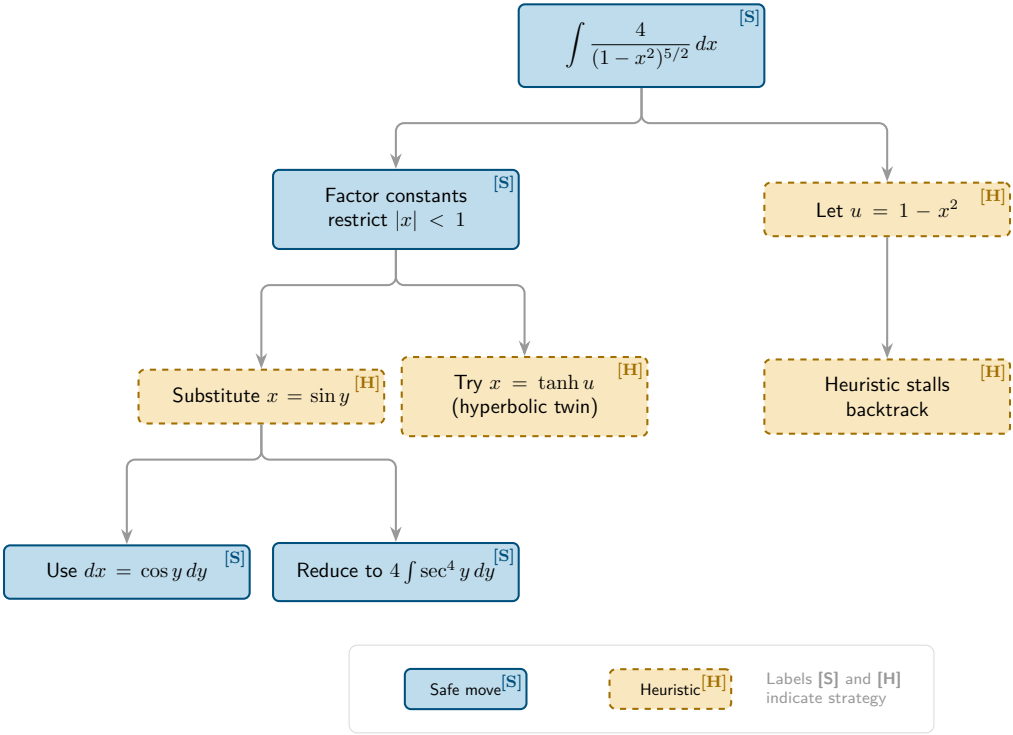 [S]
∫ 4/(1 − x²)^{5/2} dx
[S]
Factor constants
restrict |x| < 1
[H]
Let u = 1 − x²
[H]
Substitute x = sin y
[H]
Try x = tanh u
(hyperbolic twin)
[H]
Heuristic stalls
backtrack
[S]
Use dx = cos y dy
[S]
Reduce to 4 ∫ sec⁴ y dy
Safe move [S]
Heuristic [H]
Labels [S] and [H]
indicate strategy